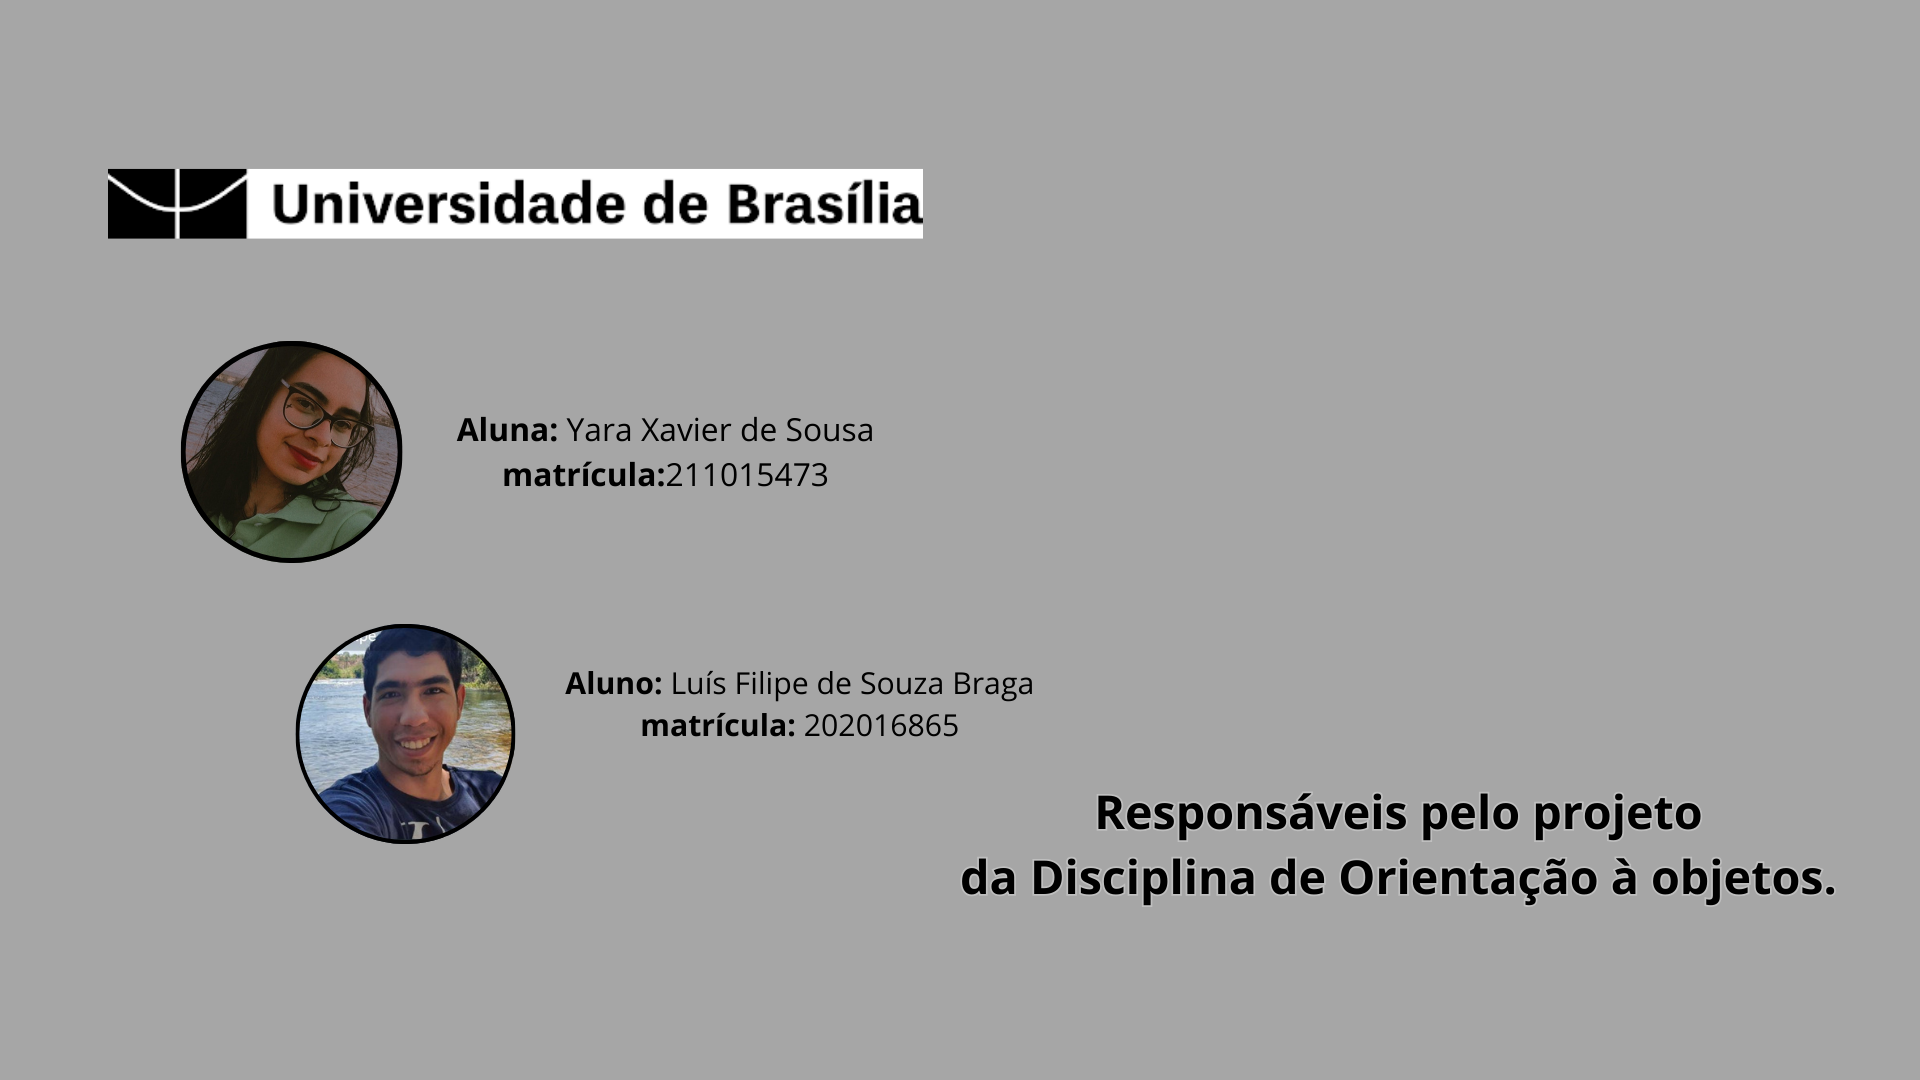 Universidade de Brasília
Aluna: Yara Xavier de Sousa
matrícula:211015473
Aluno: Luís Filipe de Souza Braga
matrícula: 202016865
Responsáveis pelo projeto
da Disciplina de Orientação à objetos.